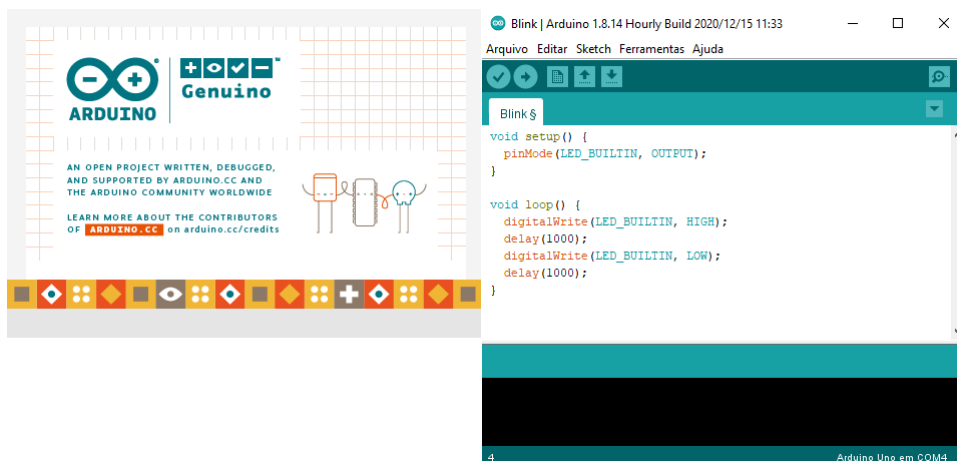 ARDUINO
Genuino
AN OPEN PROJECT WRITTEN, DEBUGGED,
AND SUPPORTED BY ARDUINO.CC AND
THE ARDUINO COMMUNITY WORLDWIDE
LEARN MORE ABOUT THE CONTRIBUTORS
OF ARDUINO.CC on arduino.cc/credits
Blink | Arduino 1.8.14 Hourly Build 2020/12/15 11:33
Arquivo Editar Sketch Ferramentas Ajuda
Blink §
void setup() {
  pinMode(LED_BUILTIN, OUTPUT);
}
void loop() {
  digitalWrite(LED_BUILTIN, HIGH);
  delay(1000);
  digitalWrite(LED_BUILTIN, LOW);
  delay(1000);
}
4 Arduino Uno em COM4